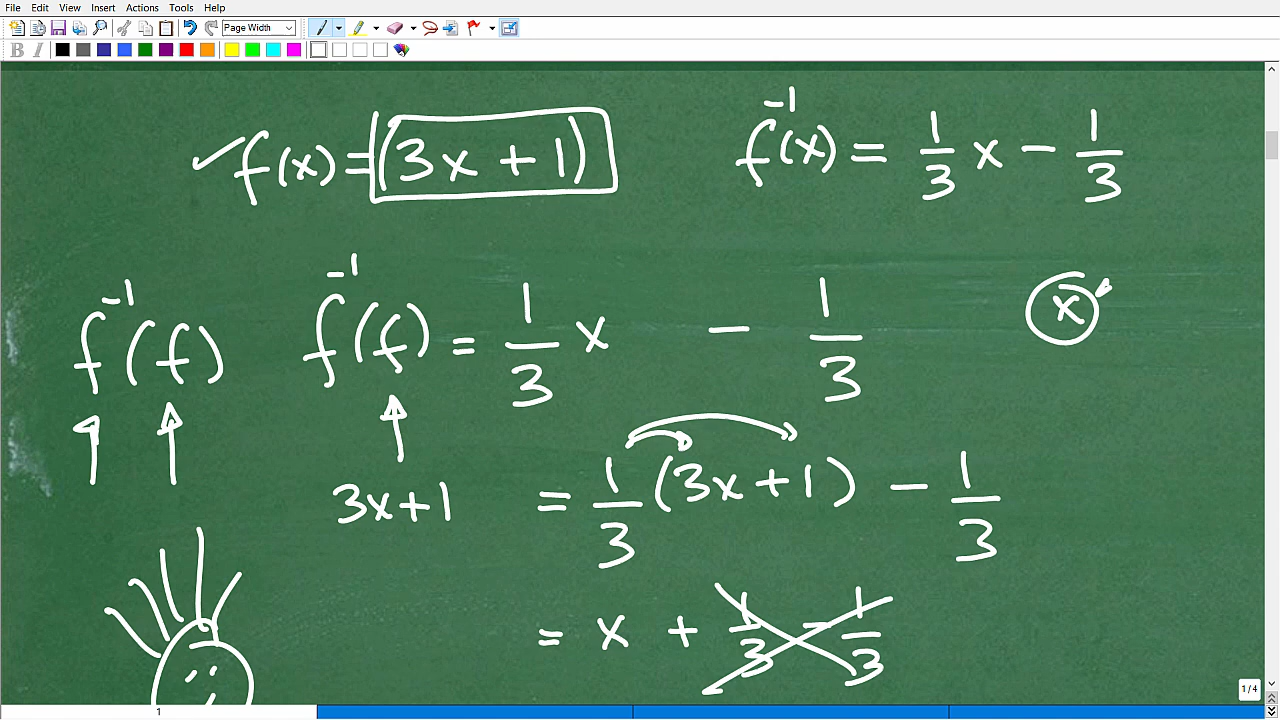 File Edit View Insert Actions Tools Help
Page Width
B I
f(x) = (3x + 1)
f⁻¹(x) = 1/3 x - 1/3
f⁻¹(f)
f⁻¹(f) = 1/3 x - 1/3
x
3x+1
= 1/3 (3x + 1) - 1/3
= x + 1/3 - 1/3
1/4
1